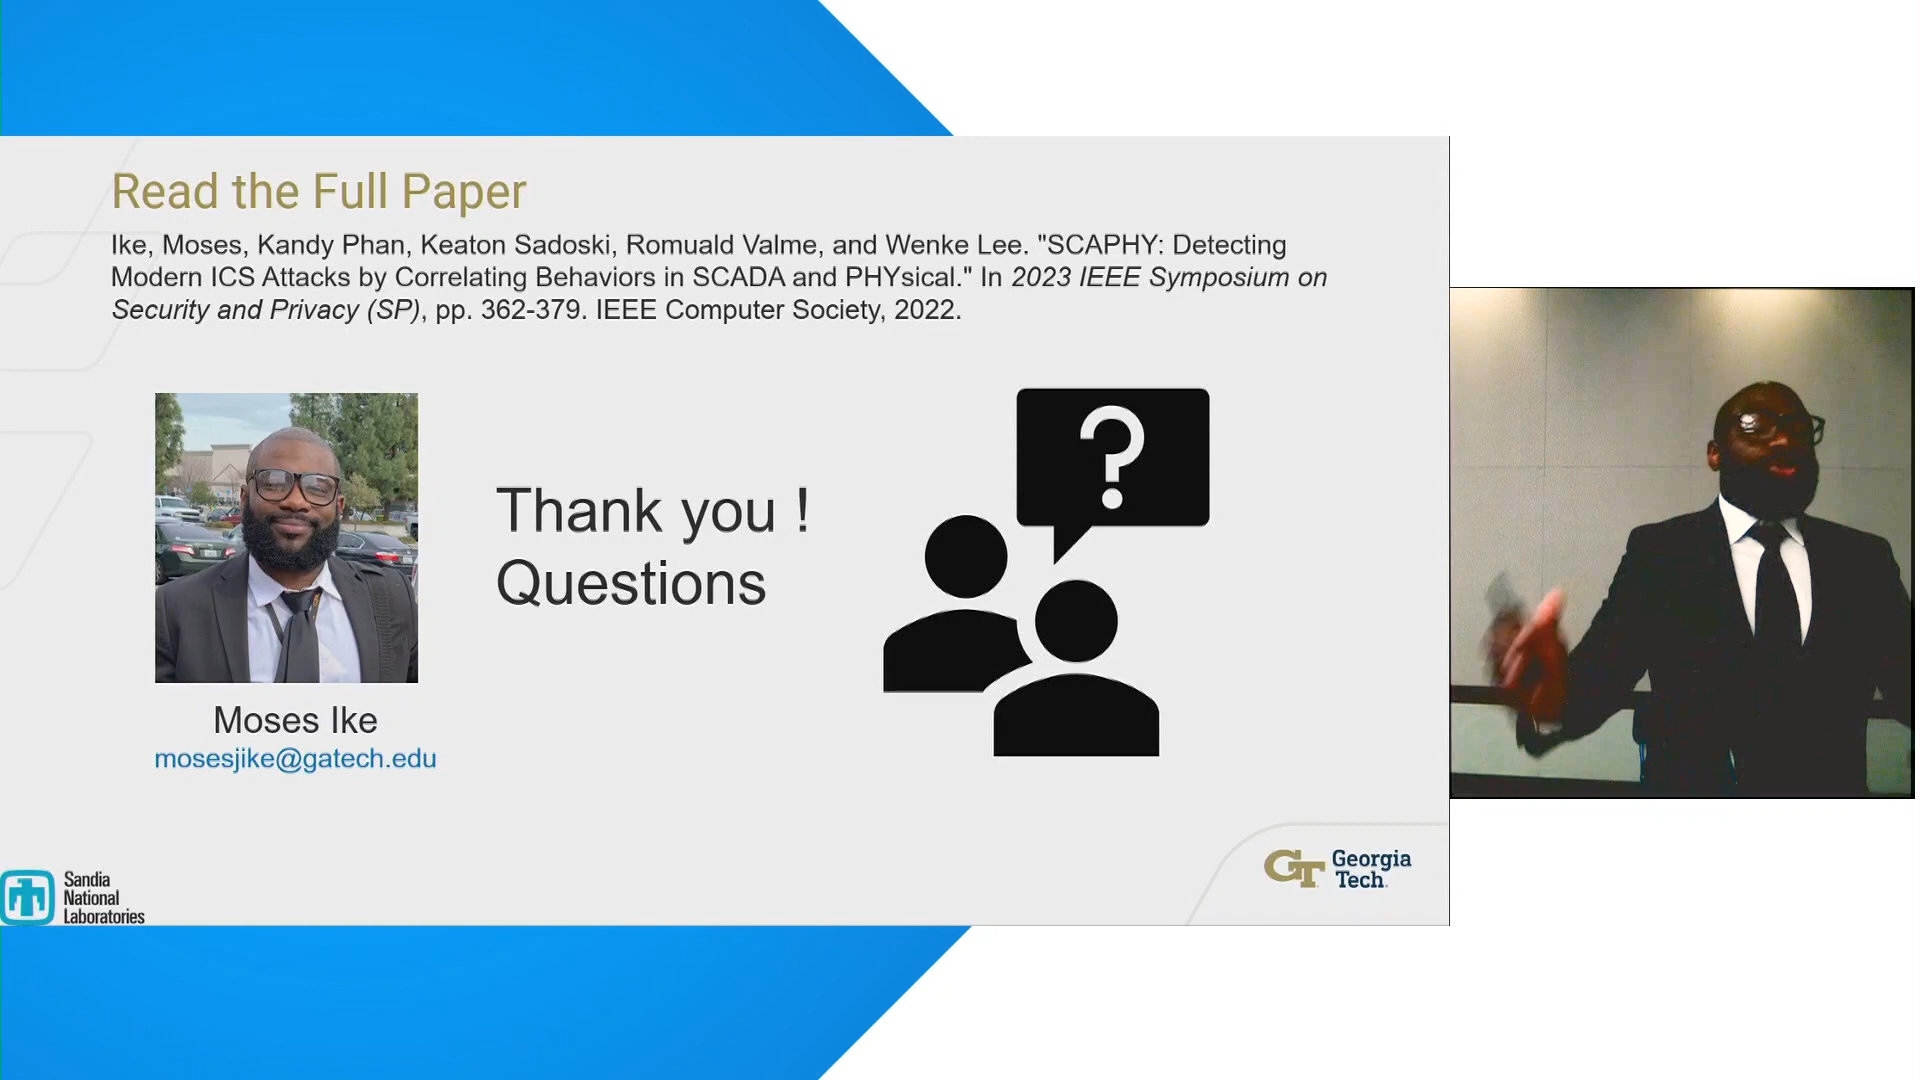 Read the Full Paper
Ike, Moses, Kandy Phan, Keaton Sadoski, Romuald Valme, and Wenke Lee. "SCAPHY: Detecting
Modern ICS Attacks by Correlating Behaviors in SCADA and PHYsical." In 2023 IEEE Symposium on
Security and Privacy (SP), pp. 362-379. IEEE Computer Society, 2022.
?
Thank you !
Questions
Moses Ike
mosesjike@gatech.edu
Sandia
National
Laboratories
GT
Georgia
Tech.